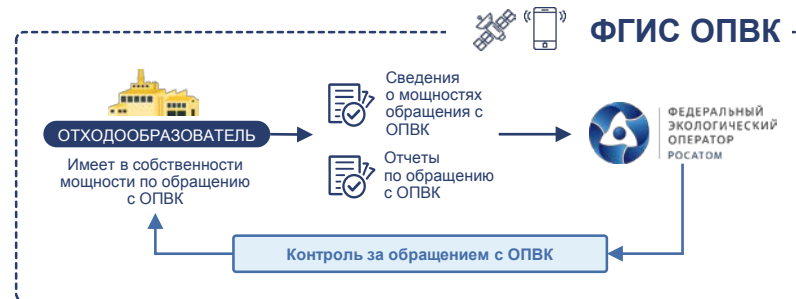 ФГИС ОПВК
ОТХОДООБРАЗОВАТЕЛЬ
Имеет в собственности
мощности по обращению
с ОПВК
Сведения
о мощностях
обращения с
ОПВК
Отчеты
по обращению
с ОПВК
ФЕДЕРАЛЬНЫЙ
ЭКОЛОГИЧЕСКИЙ
ОПЕРАТОР
РОСАТОМ
Контроль за обращением с ОПВК